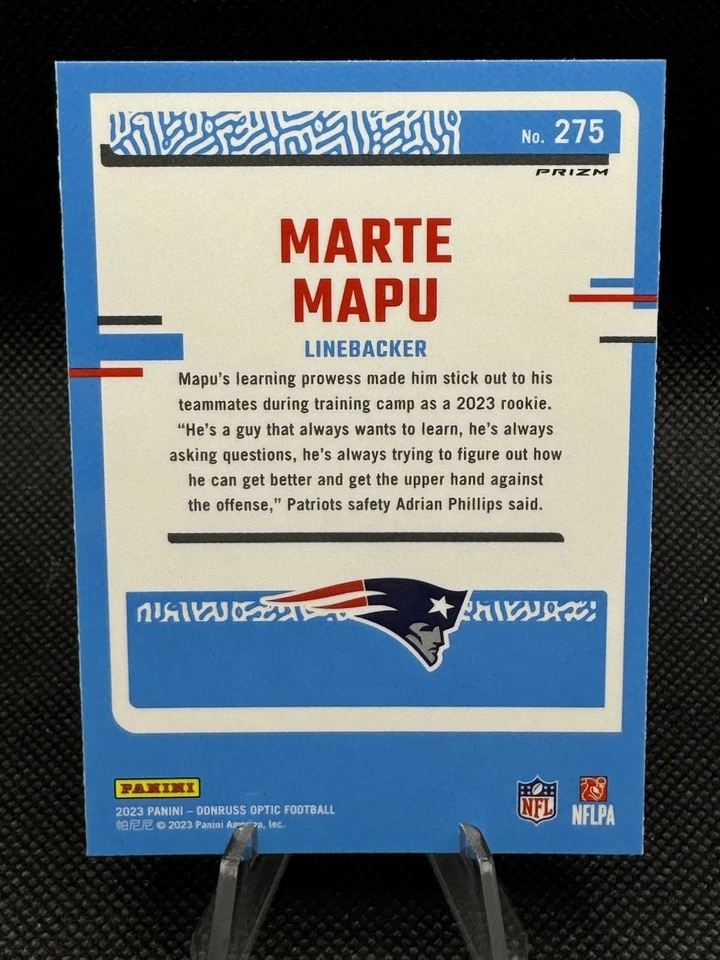 No. 275
PRIZM
MARTE
MAPU
LINEBACKER
Mapu's learning prowess made him stick out to his
teammates during training camp as a 2023 rookie.
"He's a guy that always wants to learn, he's always
asking questions, he's always trying to figure out how
he can get better and get the upper hand against
the offense," Patriots safety Adrian Phillips said.
PANINI
2023 PANINI – DONRUSS OPTIC FOOTBALL
帕尼尼 © 2023 Panini America, Inc.
NFL
NFLPA